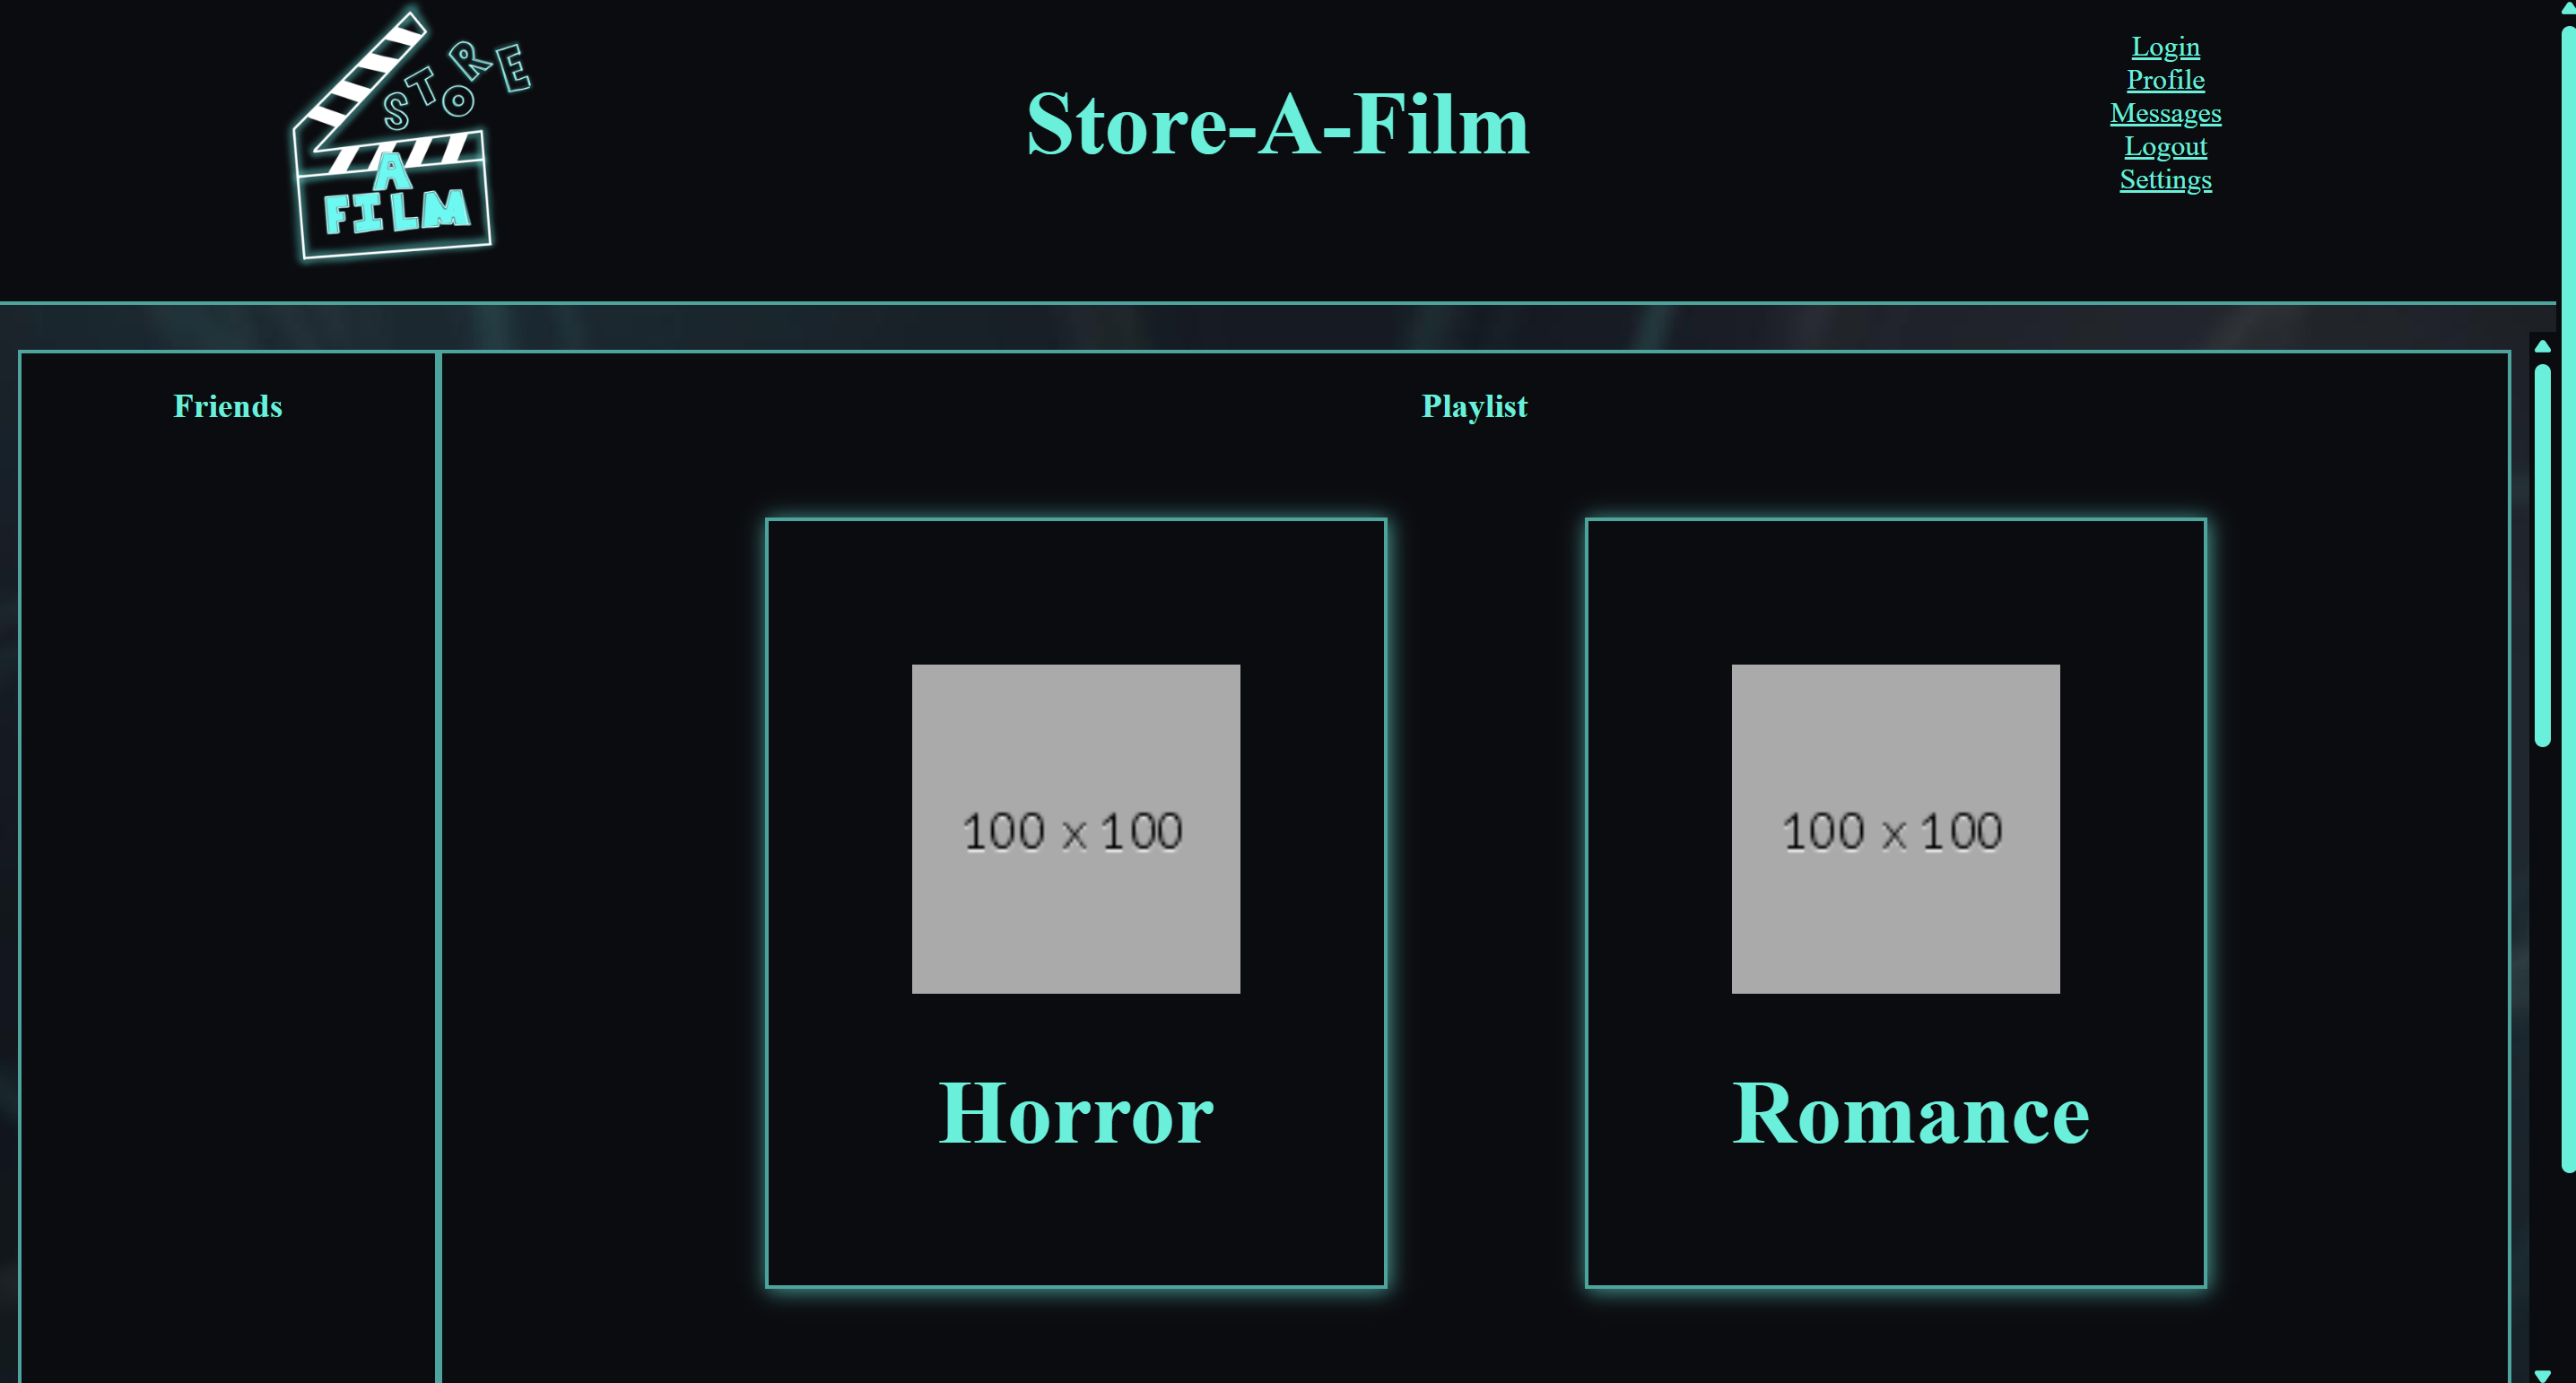 STORE
A
FILM
Store-A-Film
Login
Profile
Messages
Logout
Settings
Friends
Playlist
100 x 100
100 x 100
Horror
Romance